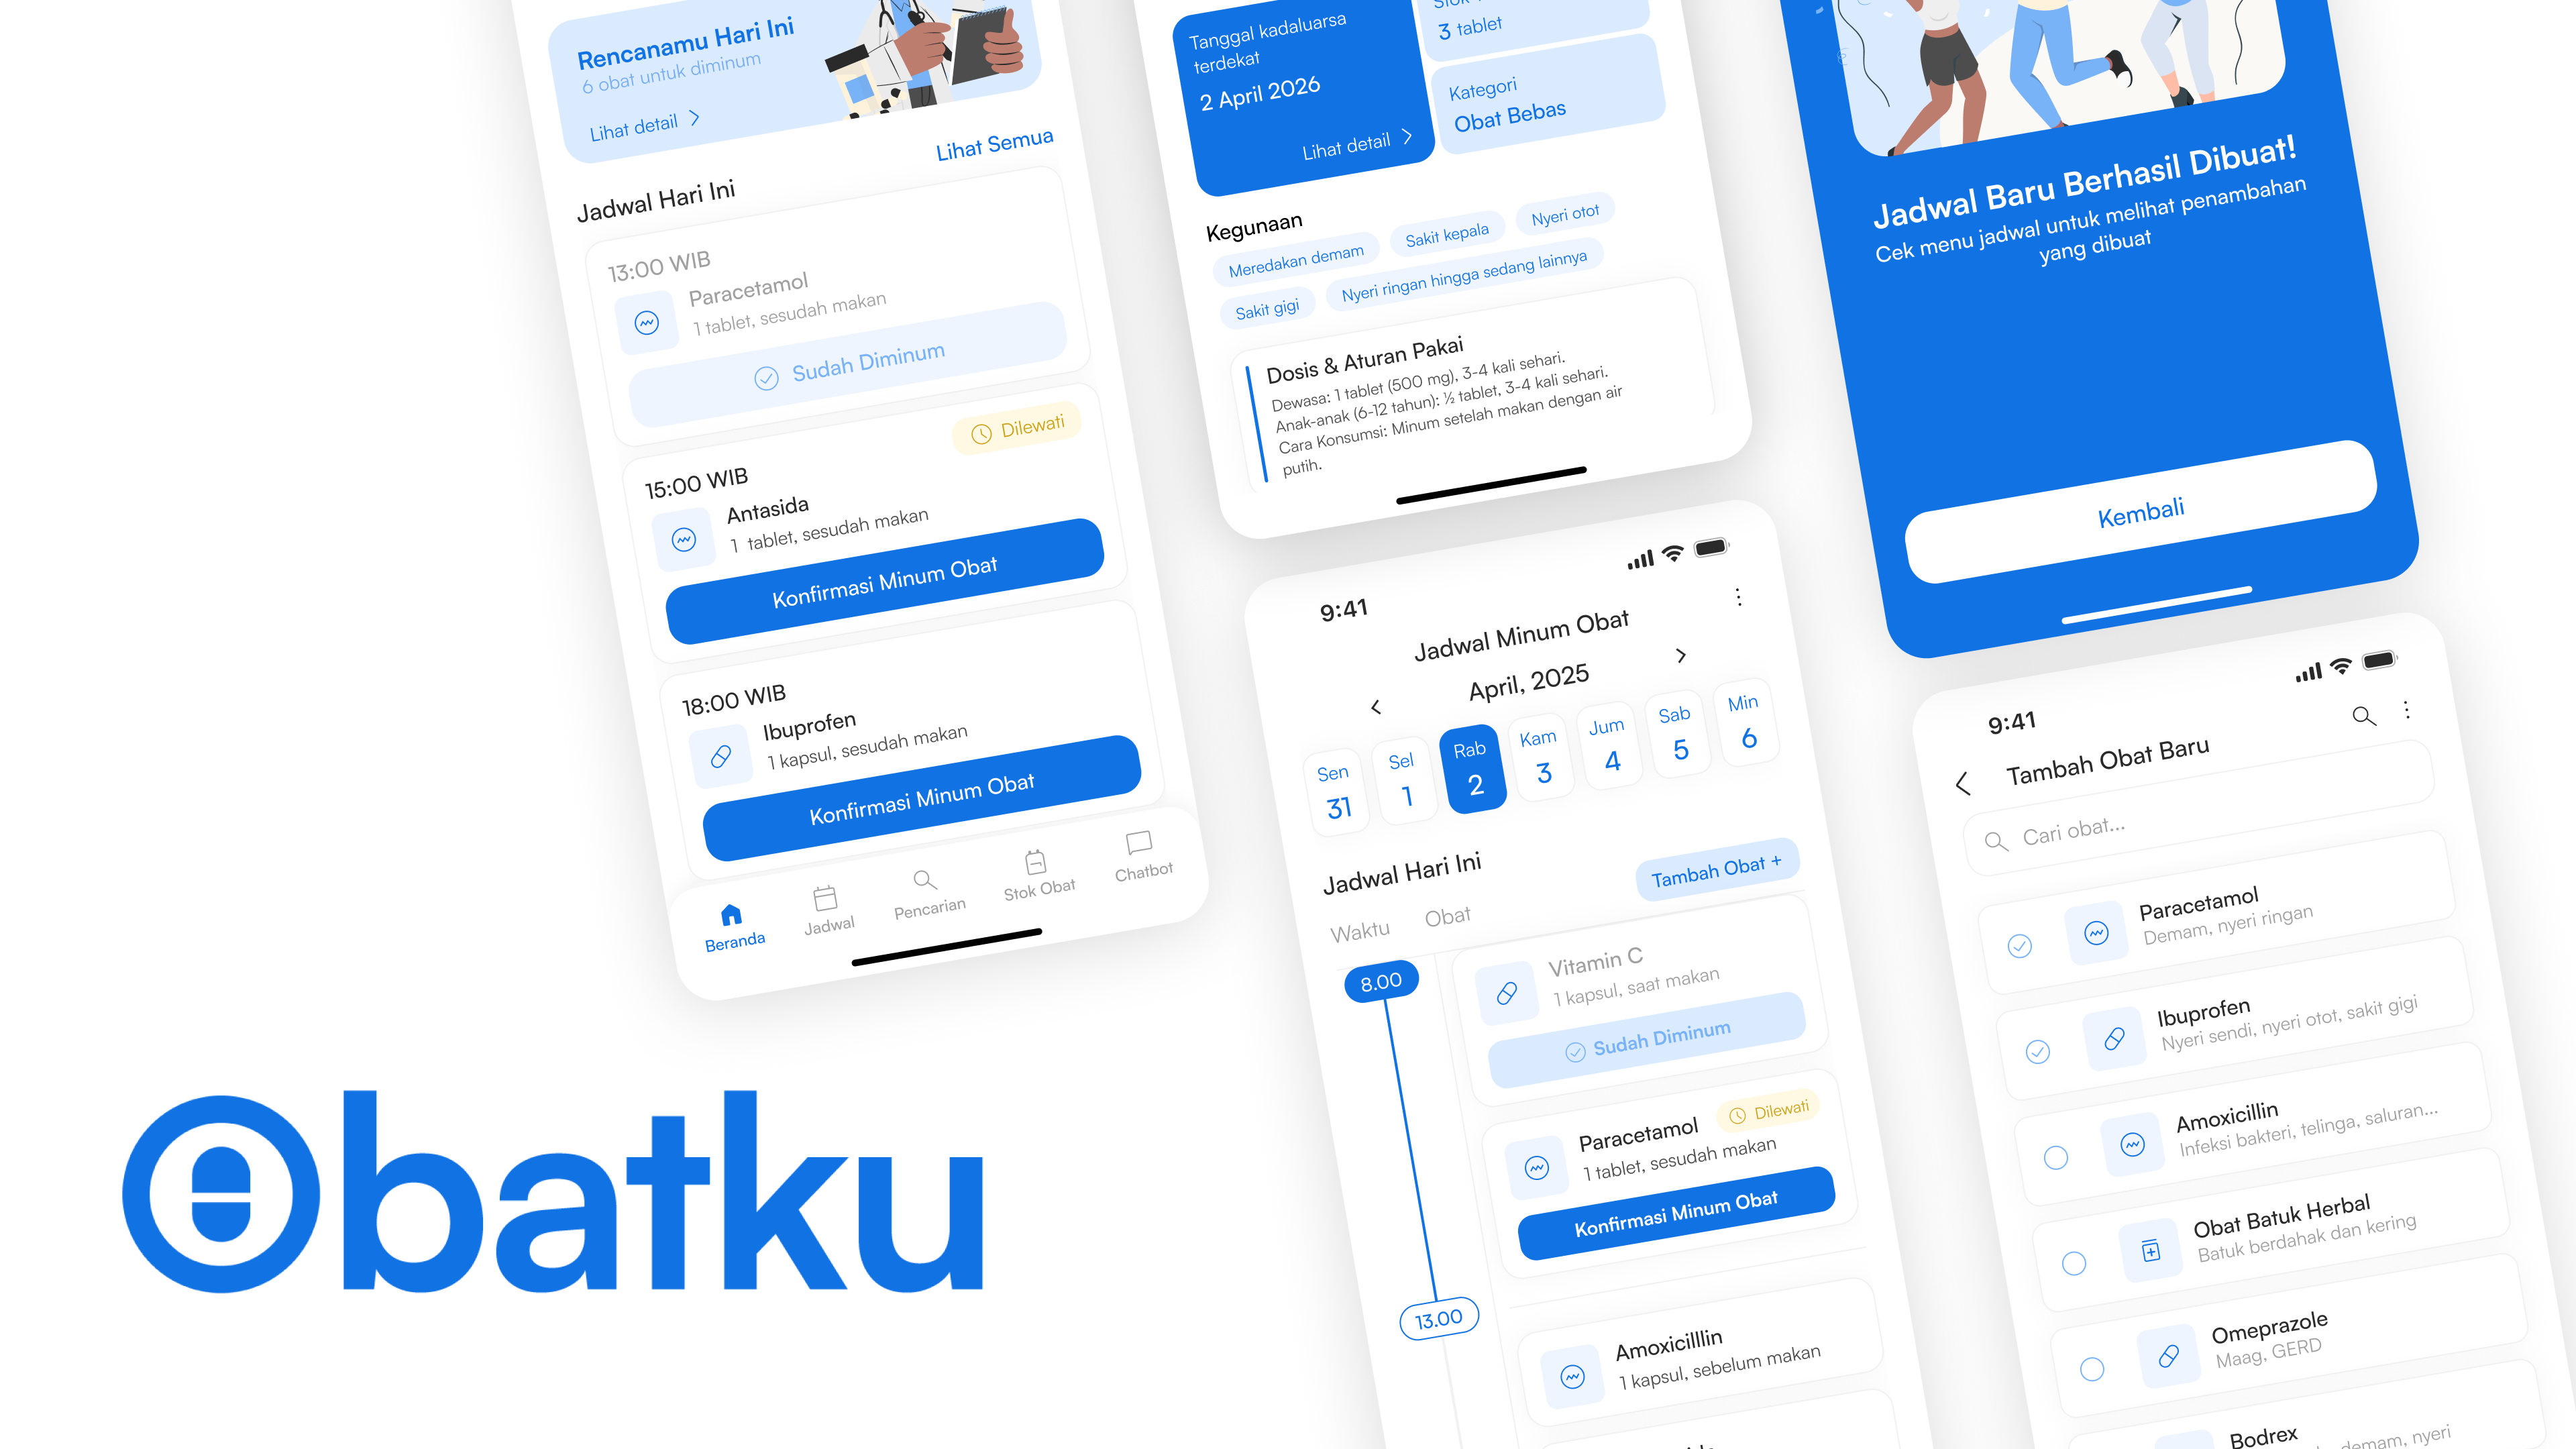 Rencanamu Hari Ini
6 obat untuk diminum
Lihat detail
Lihat Semua
Jadwal Hari Ini
13:00 WIB
Paracetamol
1 tablet, sesudah makan
Sudah Diminum
Dilewati
15:00 WIB
Antasida
1 tablet, sesudah makan
Konfirmasi Minum Obat
18:00 WIB
Ibuprofen
1 kapsul, sesudah makan
Konfirmasi Minum Obat
Beranda
Jadwal
Pencarian
Stok Obat
Chatbot
Tanggal kadaluarsa
terdekat
2 April 2026
Lihat detail
3 tablet
Kategori
Obat Bebas
Kegunaan
Meredakan demam
Sakit kepala
Nyeri otot
Sakit gigi
Nyeri ringan hingga sedang lainnya
Dosis & Aturan Pakai
Dewasa: 1 tablet (500 mg), 3-4 kali sehari.
Anak-anak (6-12 tahun): ½ tablet, 3-4 kali sehari.
Cara Konsumsi: Minum setelah makan dengan air
putih.
9:41
Jadwal Minum Obat
April, 2025
Sen
31
Sel
1
Rab
2
Kam
3
Jum
4
Sab
5
Min
6
Jadwal Hari Ini
Tambah Obat +
Waktu
Obat
8.00
Vitamin C
1 kapsul, saat makan
Sudah Diminum
Paracetamol
Dilewati
1 tablet, sesudah makan
Konfirmasi Minum Obat
13.00
Amoxicilllin
1 kapsul, sebelum makan
Jadwal Baru Berhasil Dibuat!
Cek menu jadwal untuk melihat penambahan
yang dibuat
Kembali
9:41
Tambah Obat Baru
Cari obat...
Paracetamol
Demam, nyeri ringan
Ibuprofen
Nyeri sendi, nyeri otot, sakit gigi
Amoxicillin
Infeksi bakteri, telinga, saluran...
Obat Batuk Herbal
Batuk berdahak dan kering
Omeprazole
Maag, GERD
Bodrex
demam, nyeri
Obatku